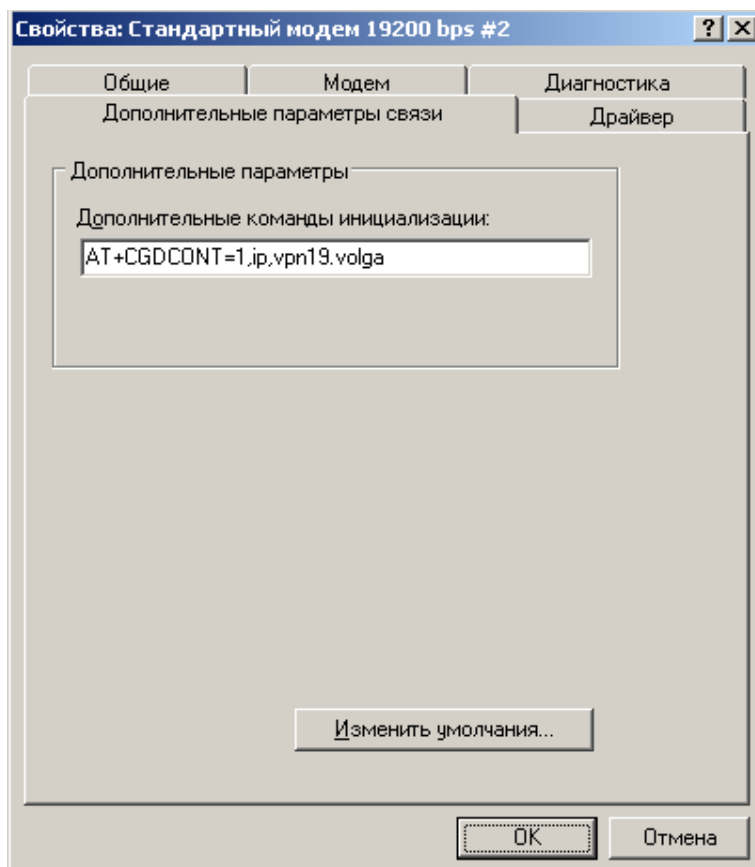 Свойства: Стандартный модем 19200 bps #2
Общие Модем Диагностика
Дополнительные параметры связи Драйвер
Дополнительные параметры
Дополнительные команды инициализации:
AT+CGDCONT=1,ip,vpn19.volga
Изменить умолчания...
OK Отмена